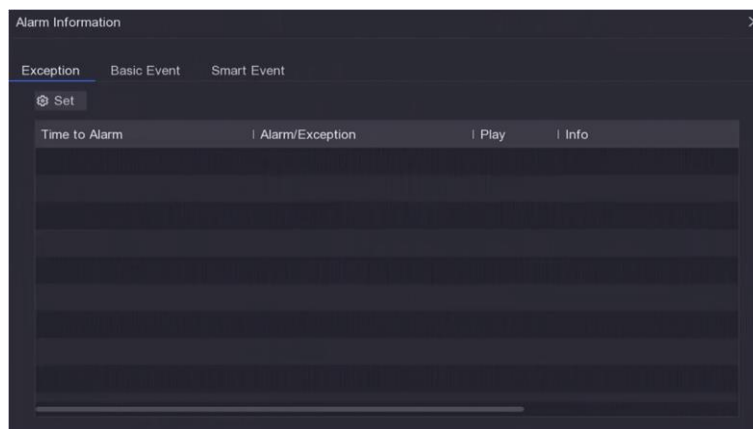 Alarm Information
Exception Basic Event Smart Event
Set
Time to Alarm Alarm/Exception Play Info